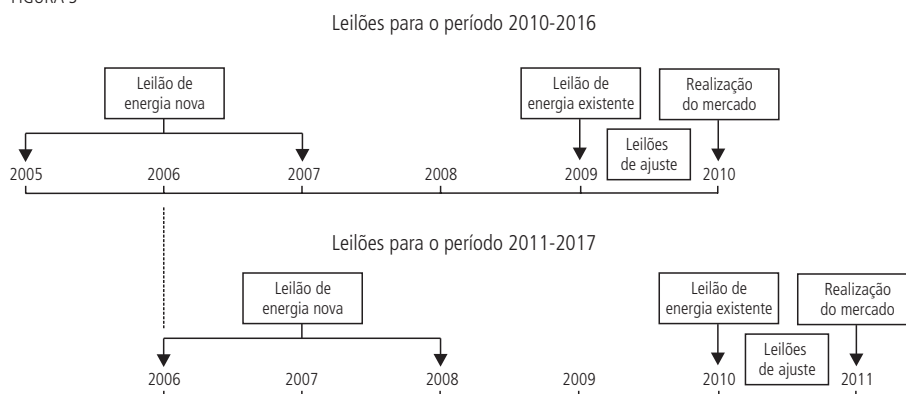 Leilões para o período 2010-2016
Leilão de
energia nova
Leilão de
energia existente
Realização
do mercado
Leilões
de ajuste
2005 2006 2007 2008 2009 2010
Leilões para o período 2011-2017
Leilão de
energia nova
Leilão de
energia existente
Realização
do mercado
Leilões
de ajuste
2006 2007 2008 2009 2010 2011